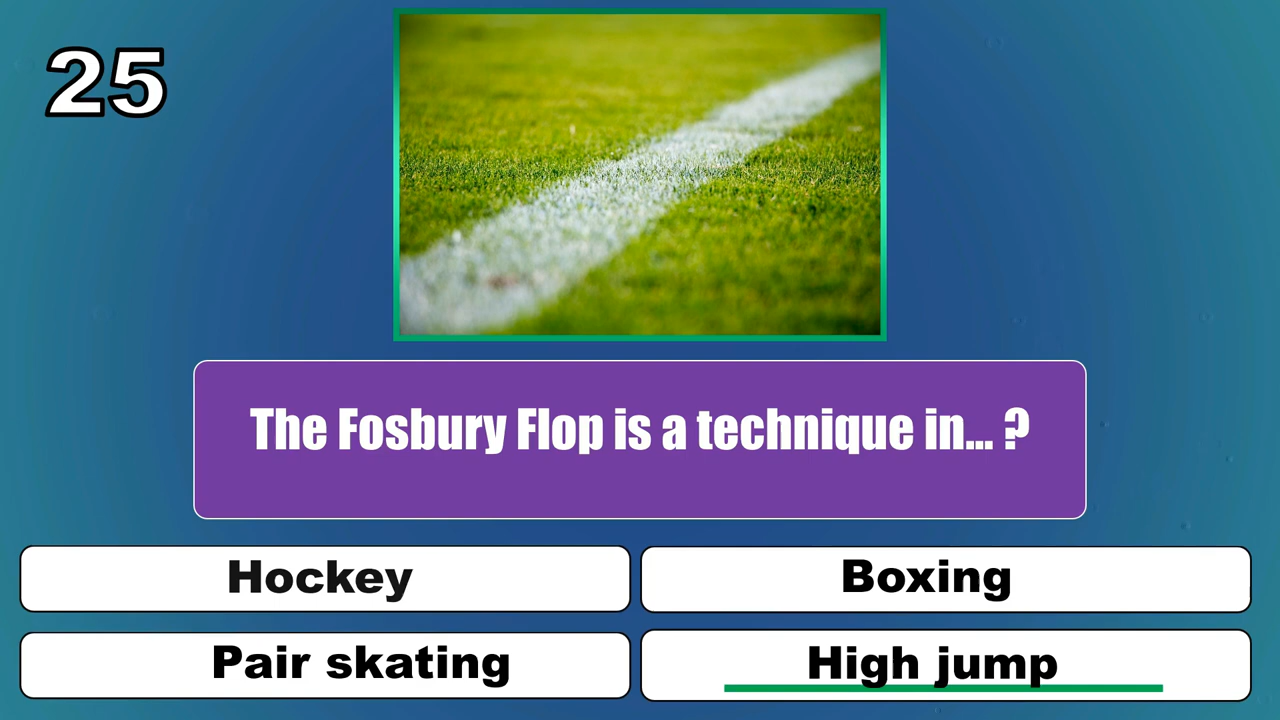 25
The Fosbury Flop is a technique in... ?
Hockey
Boxing
Pair skating
High jump